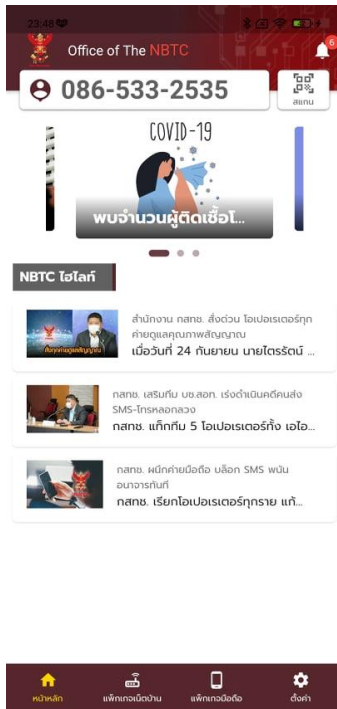 23:48
Office of The NBTC
6
086-533-2535
สแกน
COVID-19
พบจำนวนผู้ติดเชื้อโ...
NBTC ไฮไลท์
สำนักงาน กสทช. สั่งด่วน โอเปอเรเตอร์ทุก
ค่ายดูแลคุณภาพสัญญาณ
เมื่อวันที่ 24 กันยายน นายไตรรัตน์ ...
กสทช. เสริมทีม บช.สอท. เร่งดำเนินคดีคนส่ง
SMS-โทรหลอกลวง
กสทช. แท็กทีม 5 โอเปอเรเตอร์ทั้ง เอไอ...
กสทช. ผนึกค่ายมือถือ บล็อก SMS พนัน
อนาจารทันที
กสทช. เรียกโอเปอเรเตอร์ทุกราย แก้...
หน้าหลัก
แพ็กเกจเน็ตบ้าน
แพ็กเกจมือถือ
ตั้งค่า